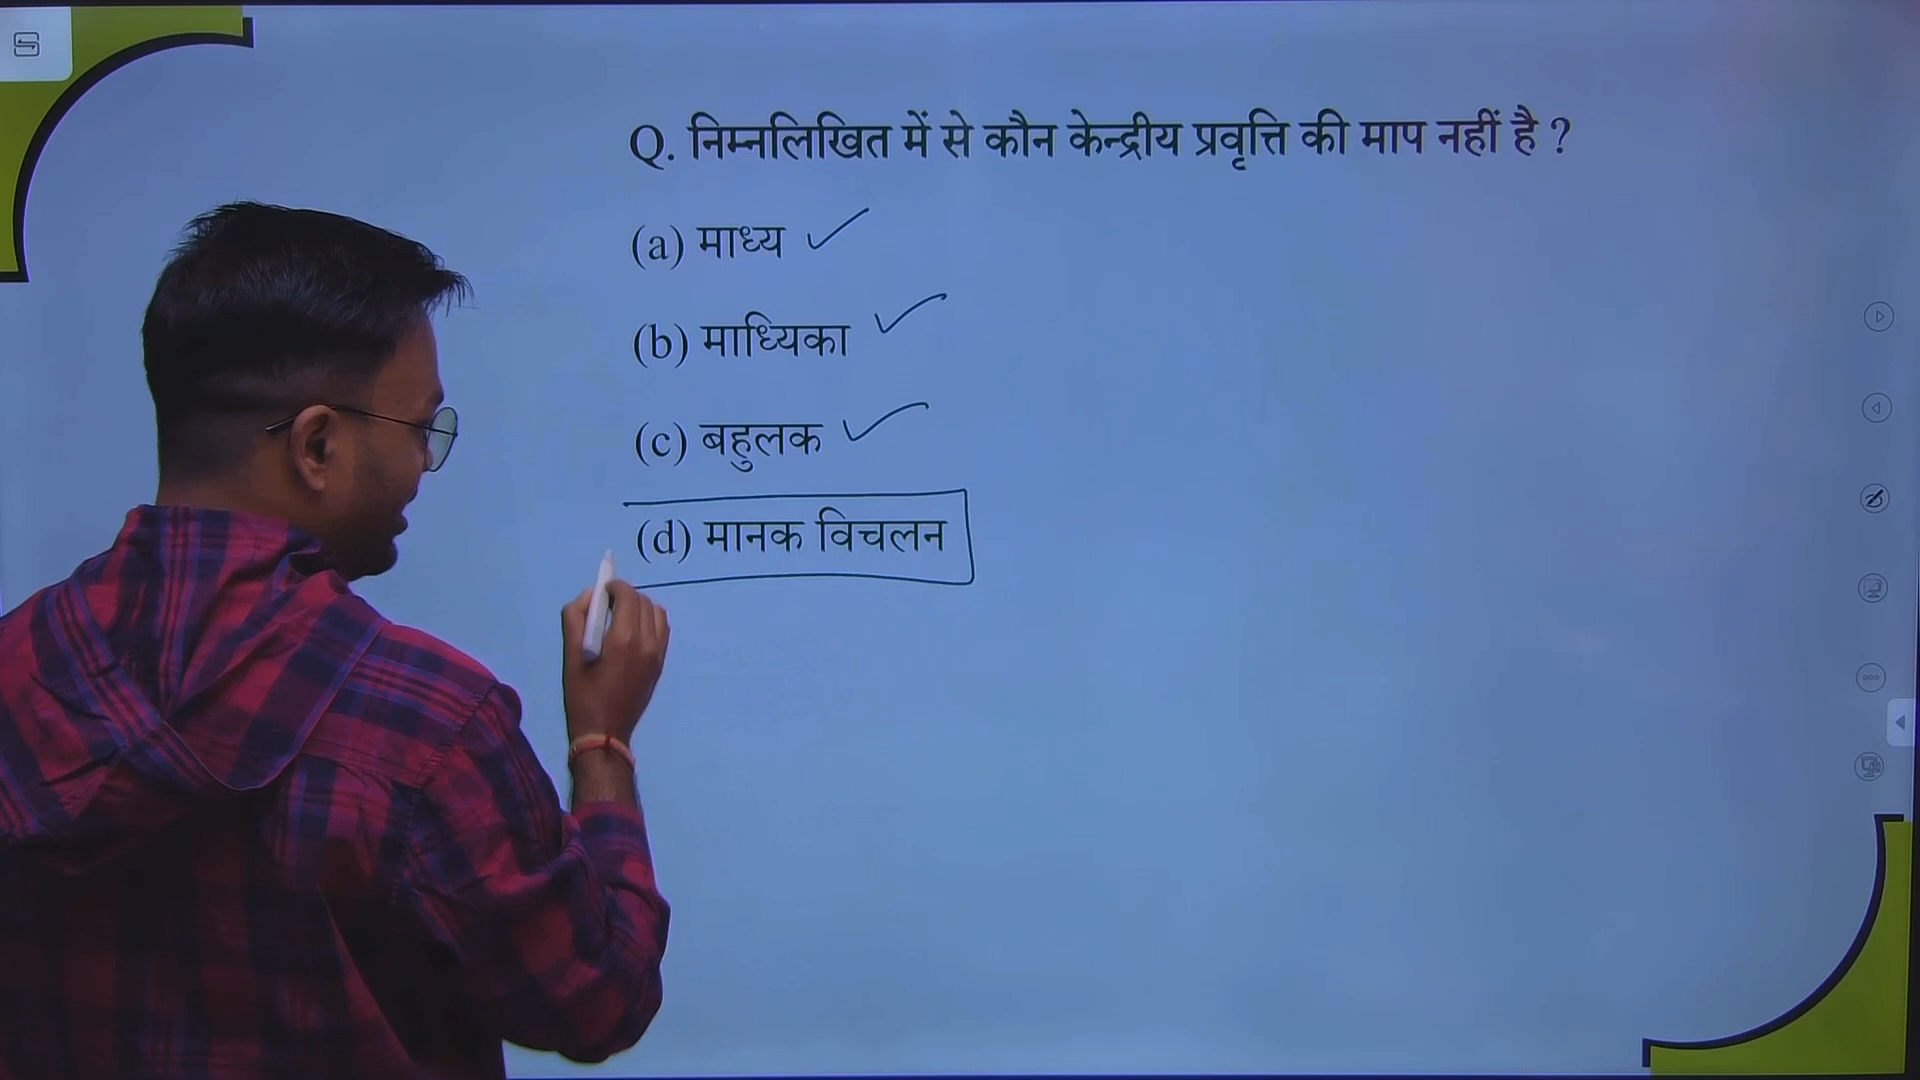 Q. निम्नलिखित में से कौन केन्द्रीय प्रवृत्ति की माप नहीं है ?
(a) माध्य
(b) माध्यिका
(c) बहुलक
(d) मानक विचलन